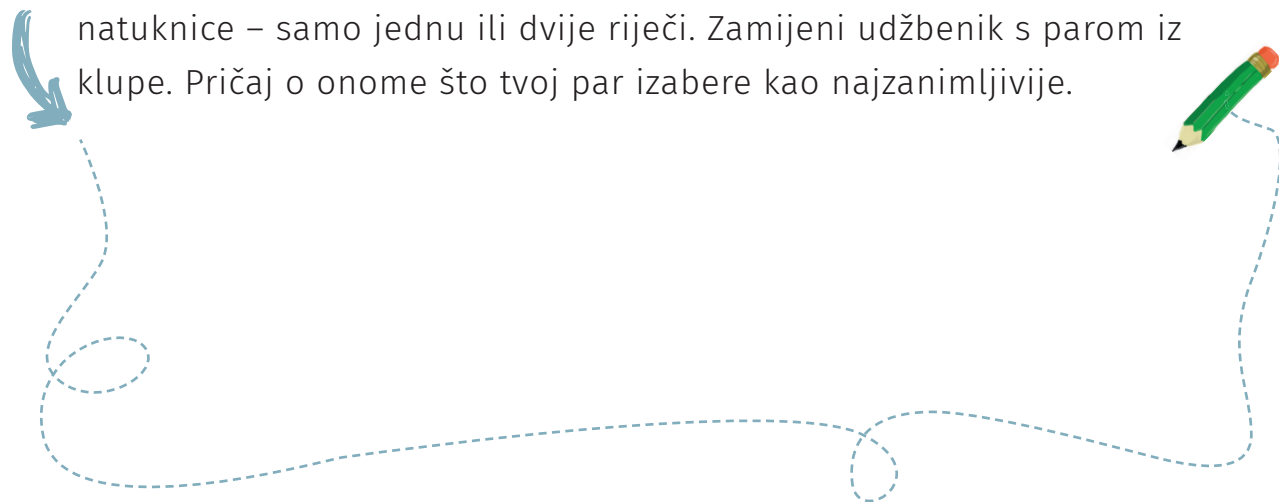 natuknice – samo jednu ili dvije riječi. Zamijeni udžbenik s parom iz
klupe. Pričaj o onome što tvoj par izabere kao najzanimljivije.